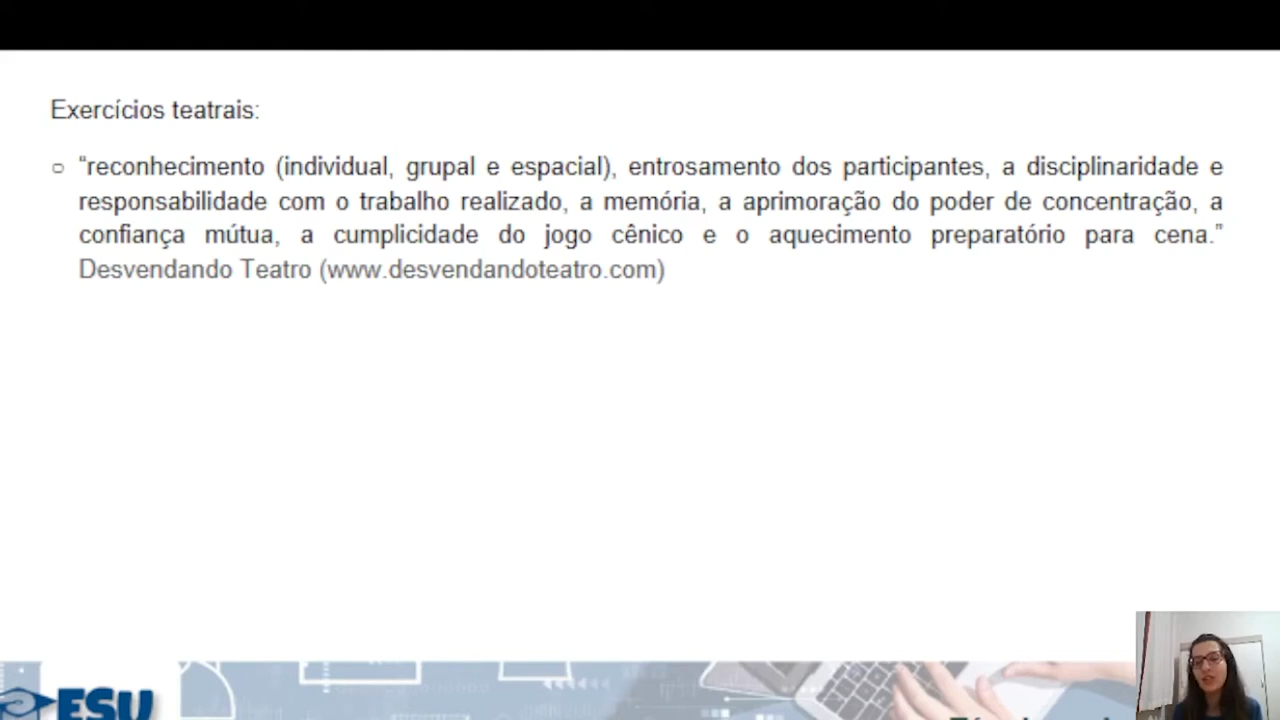 Exercícios teatrais:
“reconhecimento (individual, grupal e espacial), entrosamento dos participantes, a disciplinaridade e
responsabilidade com o trabalho realizado, a memória, a aprimoração do poder de concentração, a
confiança mútua, a cumplicidade do jogo cênico e o aquecimento preparatório para cena.”
Desvendando Teatro (www.desvendandoteatro.com)
ESU